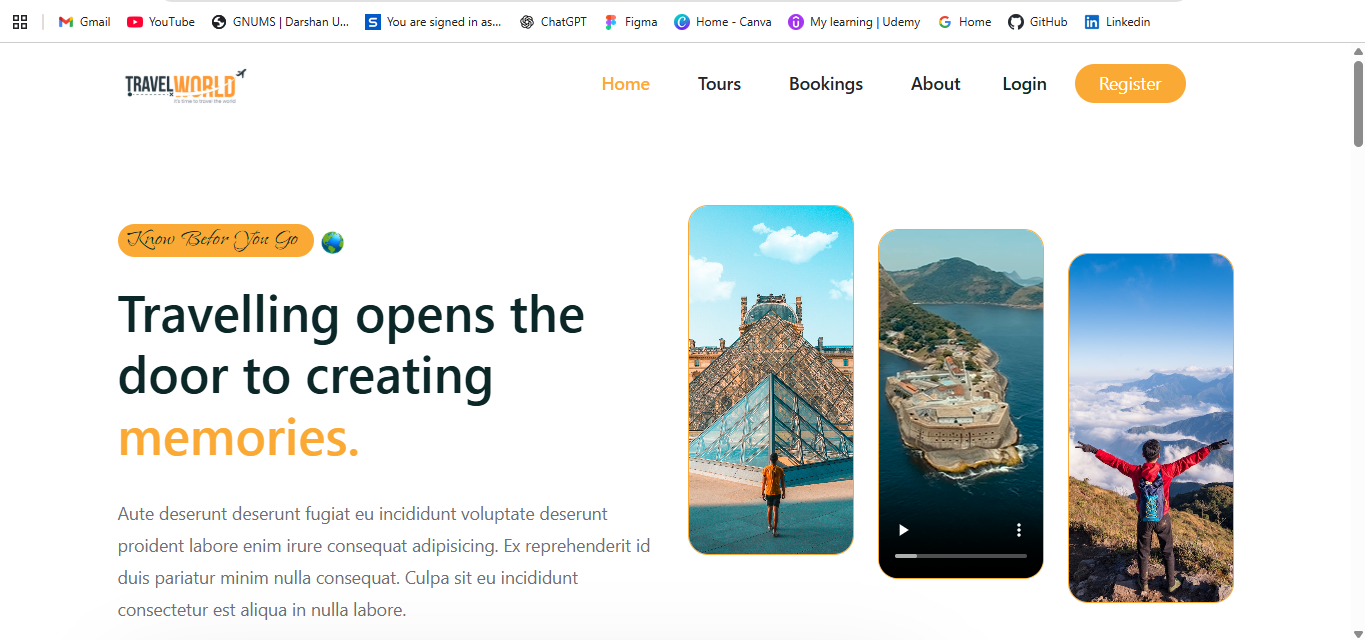 Gmail
YouTube
GNUMS | Darshan U...
You are signed in as...
ChatGPT
Figma
Home - Canva
My learning | Udemy
Home
GitHub
Linkedin
TRAVELWORLD
It's time to travel the world
Home
Tours
Bookings
About
Login
Register
Know Befor You Go
Travelling opens the
door to creating
memories.
Aute deserunt deserunt fugiat eu incididunt voluptate deserunt
proident labore enim irure consequat adipisicing. Ex reprehenderit id
duis pariatur minim nulla consequat. Culpa sit eu incididunt
consectetur est aliqua in nulla labore.